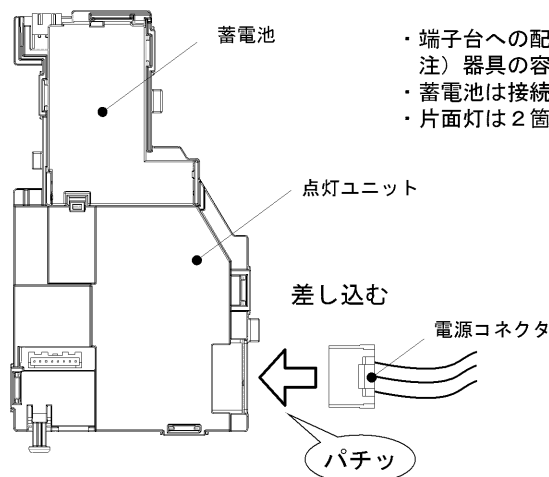 蓄電池
・端子台への配
注）器具の容
・蓄電池は接続
・片面灯は２箇
点灯ユニット
差し込む
電源コネクタ
パチッ